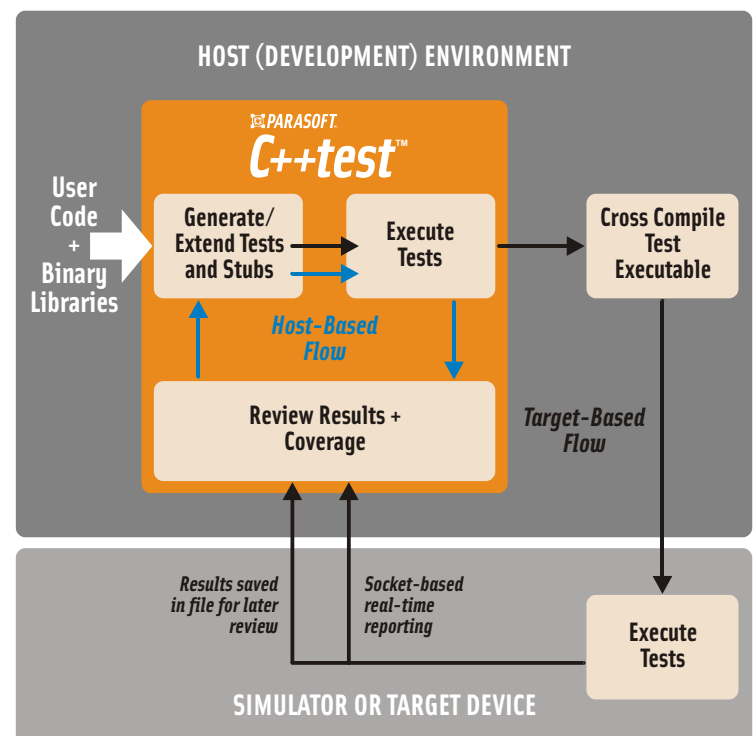 HOST (DEVELOPMENT) ENVIRONMENT
PARASOFT.
C++test™
User
Code
+
Binary
Libraries
Generate/
Extend Tests
and Stubs
Execute
Tests
Cross Compile
Test
Executable
Host-Based
Flow
Review Results +
Coverage
Target-Based
Flow
Results saved
in file for later
review
Socket-based
real-time
reporting
Execute
Tests
SIMULATOR OR TARGET DEVICE